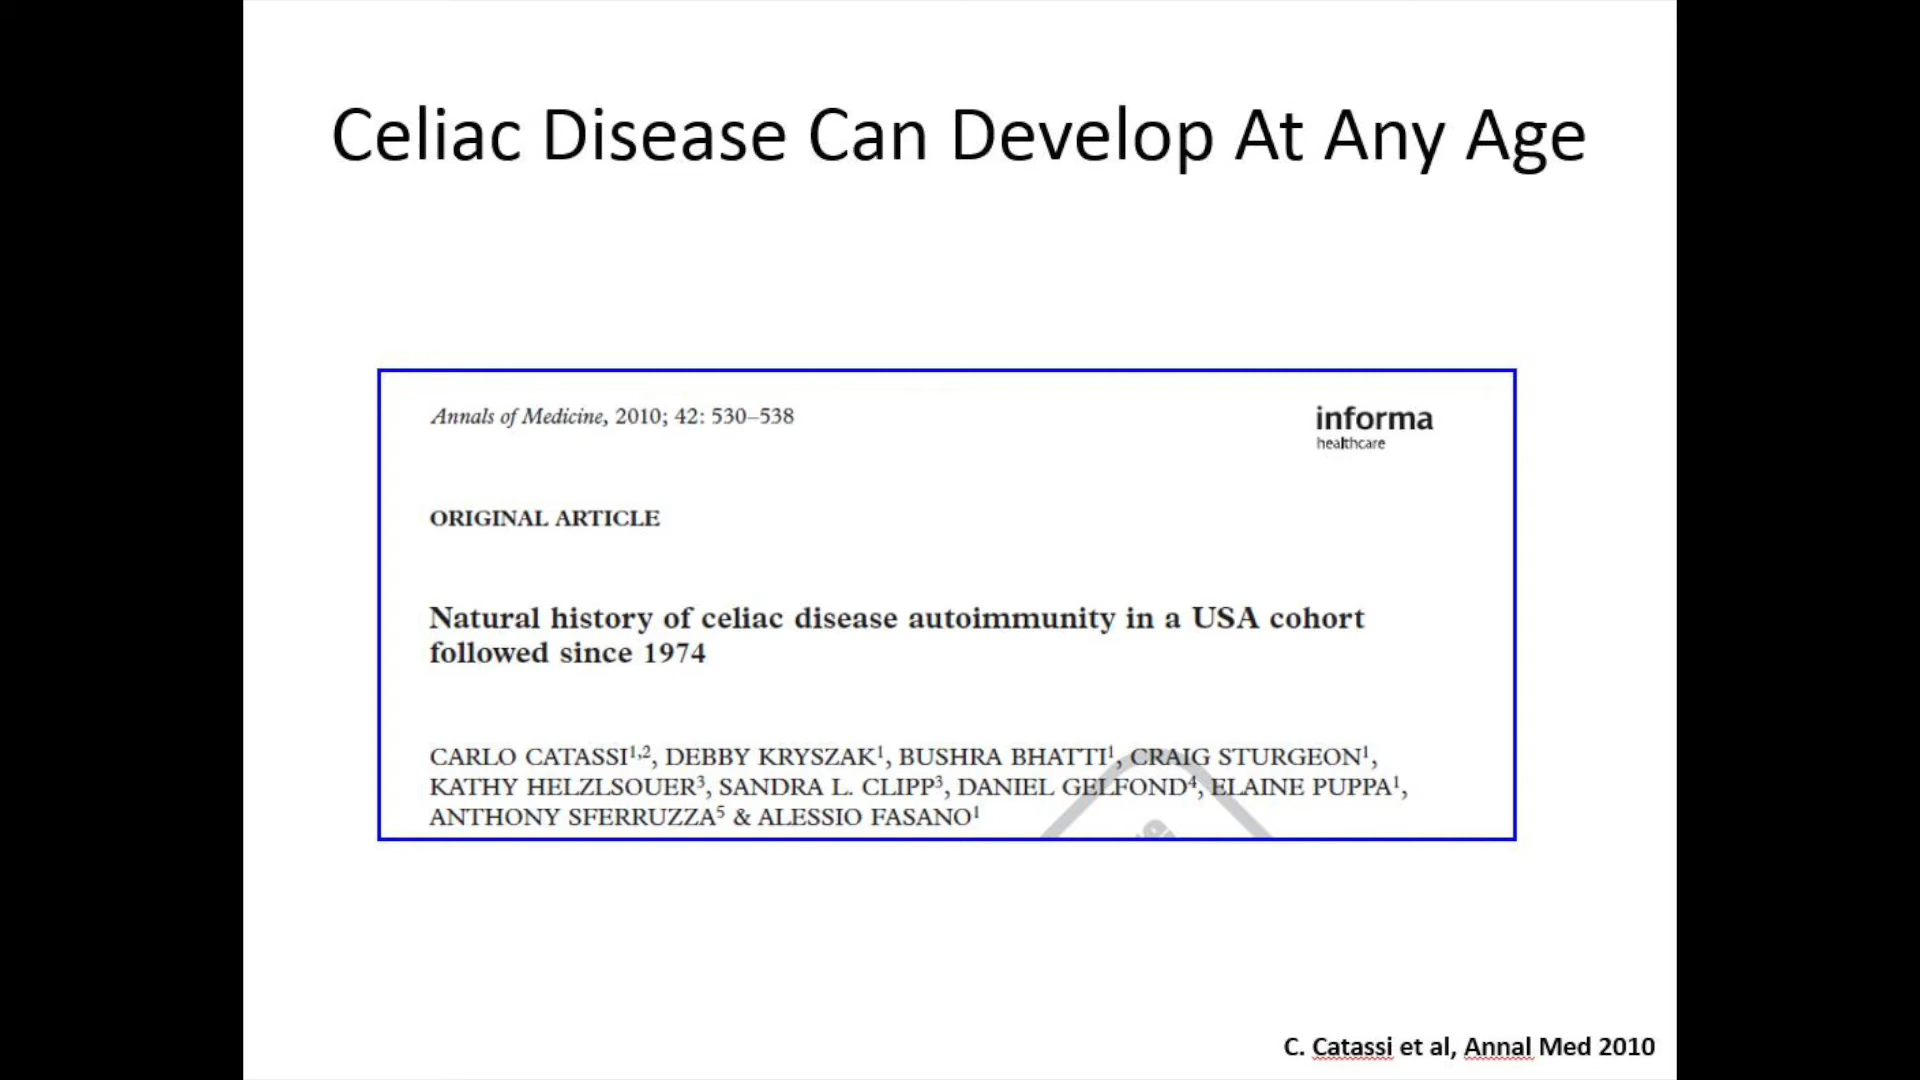 Celiac Disease Can Develop At Any Age
Annals of Medicine, 2010; 42: 530–538
informa
healthcare
ORIGINAL ARTICLE
Natural history of celiac disease autoimmunity in a USA cohort
followed since 1974
CARLO CATASSI¹,², DEBBY KRYSZAK¹, BUSHRA BHATTI¹, CRAIG STURGEON¹,
KATHY HELZLSOUER³, SANDRA L. CLIPP³, DANIEL GELFOND⁴, ELAINE PUPPA¹,
ANTHONY SFERRUZZA⁵ & ALESSIO FASANO¹
C. Catassi et al, Annal Med 2010